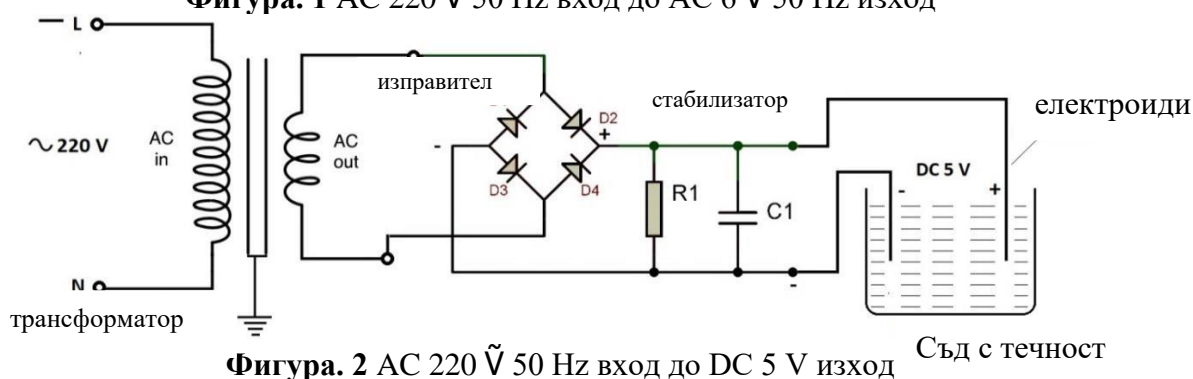 Фигура. 1 AC 220 Ṽ 50 Hz вход до AC 6 Ṽ 50 Hz изход
L
изправител
стабилизатор
електроиди
D2
+
~ 220 V
AC in
AC out
-
DC 5 V
- +
D3
D4
R1
C1
N
-
трансформатор
Съд с течност
Фигура. 2 AC 220 Ṽ 50 Hz вход до DC 5 V изход